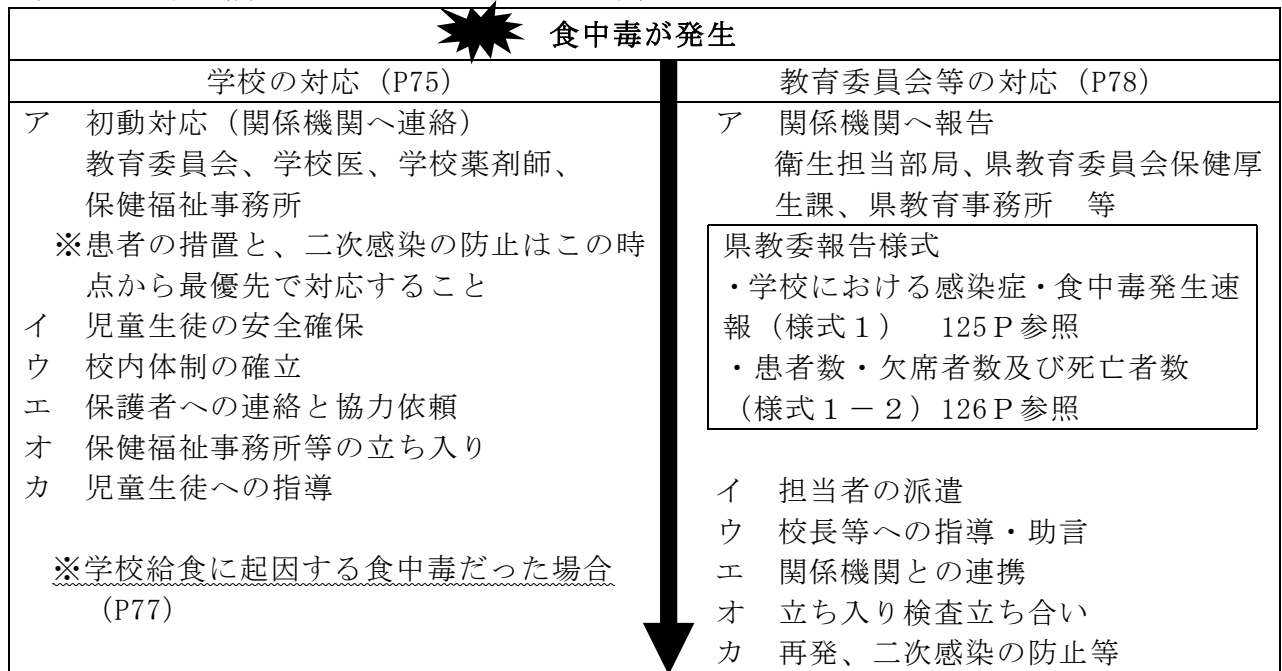 食中毒が発生
学校の対応（P75）
ア　初動対応（関係機関へ連絡）
教育委員会、学校医、学校薬剤師、
保健福祉事務所
※患者の措置と、二次感染の防止はこの時
点から最優先で対応すること
イ　児童生徒の安全確保
ウ　校内体制の確立
エ　保護者への連絡と協力依頼
オ　保健福祉事務所等の立ち入り
カ　児童生徒への指導
※学校給食に起因する食中毒だった場合
（P77）
教育委員会等の対応（P78）
ア　関係機関へ報告
衛生担当部局、県教育委員会保健厚
生課、県教育事務所　等
県教委報告様式
・学校における感染症・食中毒発生速
報（様式１）　125Ｐ参照
・患者数・欠席者数及び死亡者数
（様式１－２）126Ｐ参照
イ　担当者の派遣
ウ　校長等への指導・助言
エ　関係機関との連携
オ　立ち入り検査立ち合い
カ　再発、二次感染の防止等